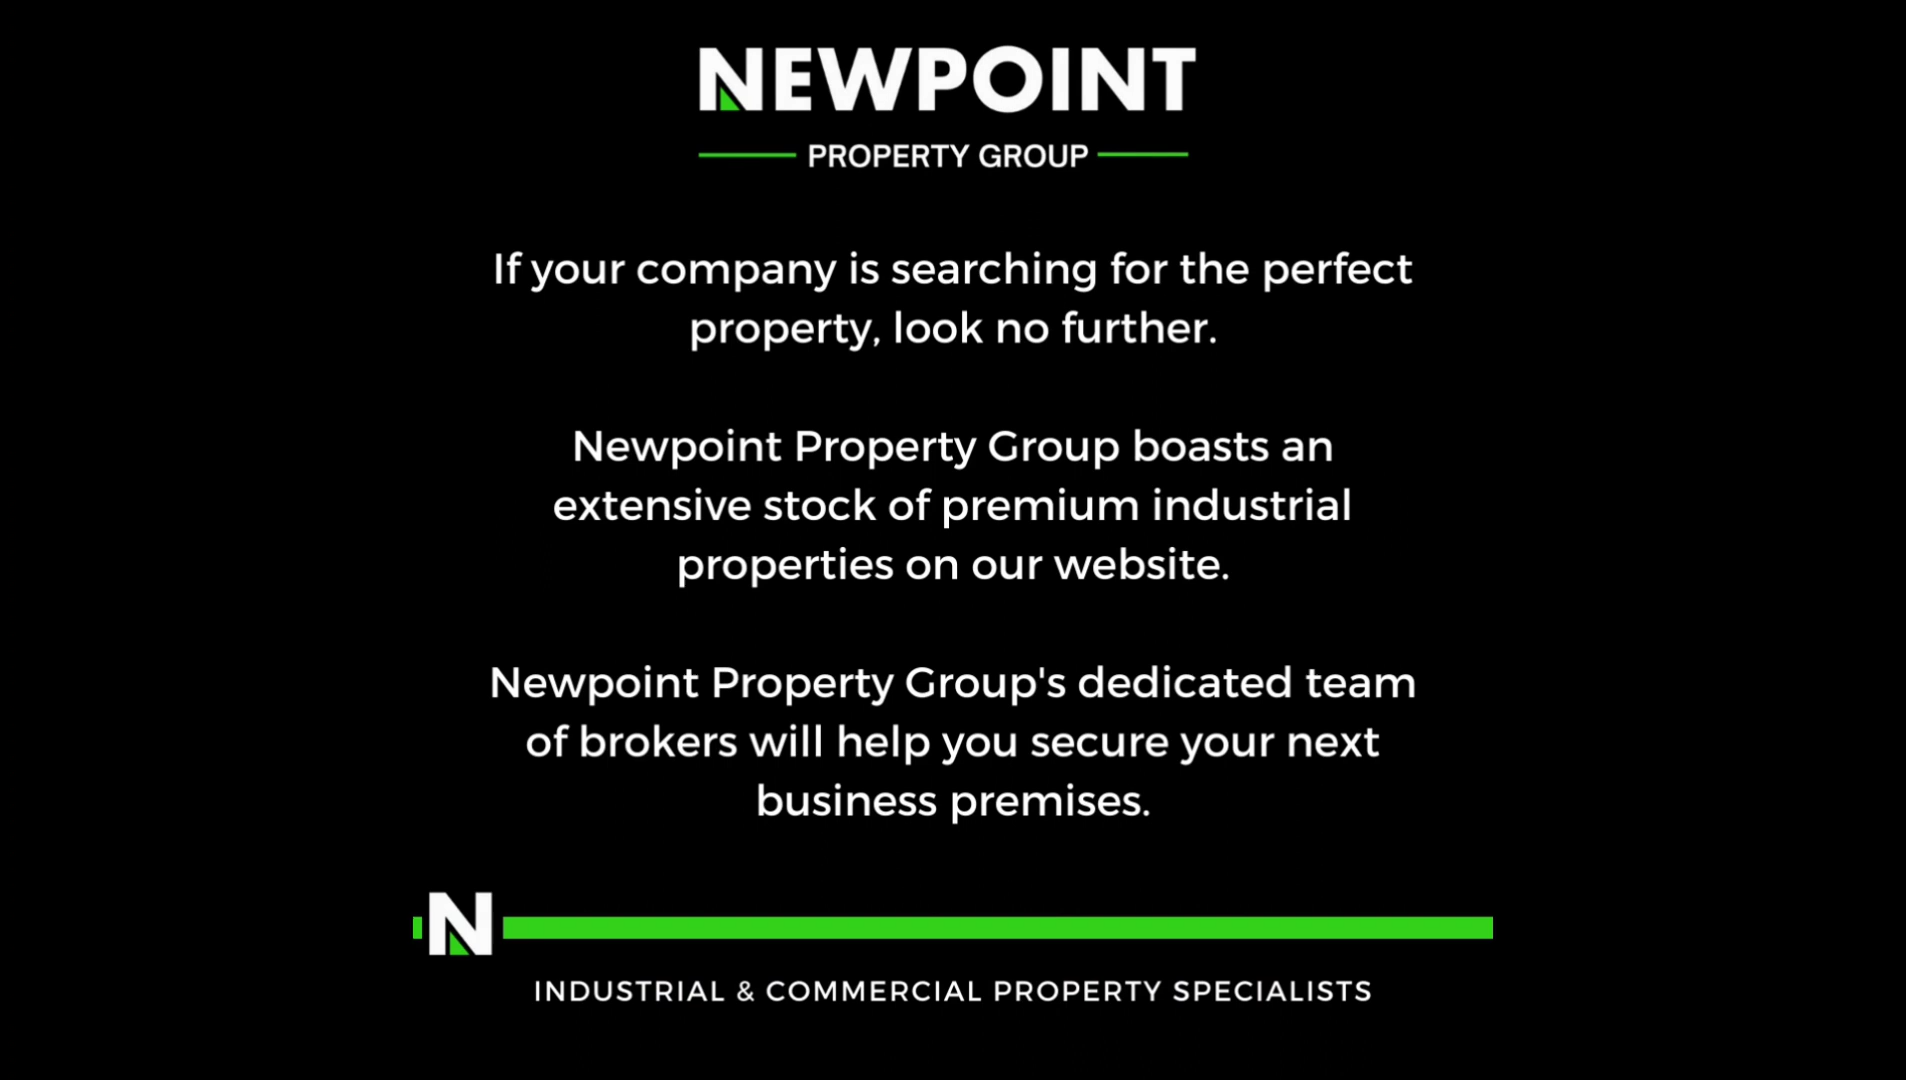 NEWPOINT
PROPERTY GROUP
If your company is searching for the perfect
property, look no further.
Newpoint Property Group boasts an
extensive stock of premium industrial
properties on our website.
Newpoint Property Group's dedicated team
of brokers will help you secure your next
business premises.
N
INDUSTRIAL & COMMERCIAL PROPERTY SPECIALISTS